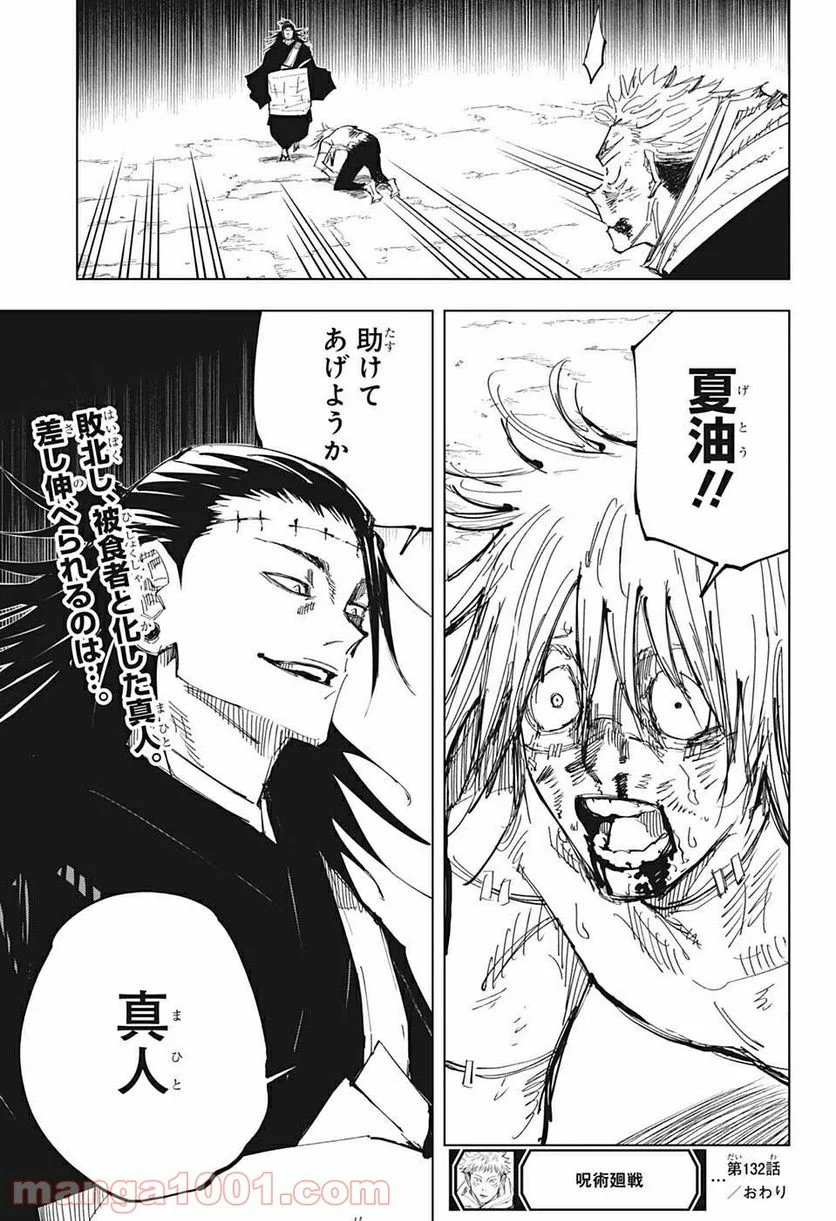 夏油!!
助けて
あげようか
敗北し、被食者と化した真人。
差し伸べられるのは…。
真人
呪術廻戦
…第132話
/おわり
manga1001.com